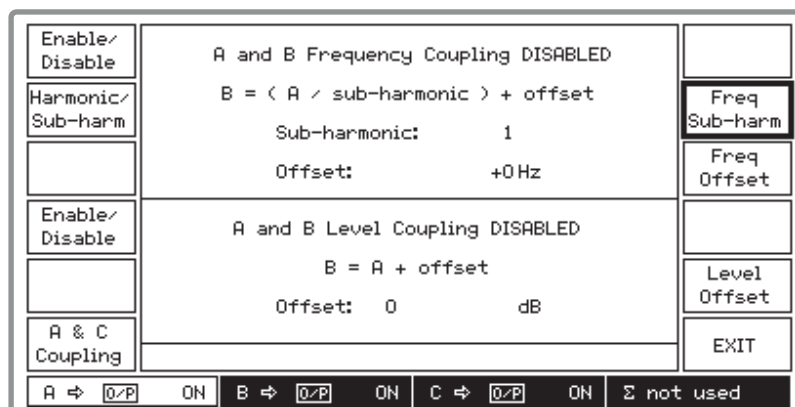 Enable/
Disable
Harmonic/
Sub-harm
Enable/
Disable
A & C
Coupling
A and B Frequency Coupling DISABLED
B = ( A / sub-harmonic ) + offset
Sub-harmonic: 1
Offset: +0Hz
A and B Level Coupling DISABLED
B = A + offset
Offset: 0 dB
Freq
Sub-harm
Freq
Offset
Level
Offset
EXIT
A ⇨ O/P ON B ⇨ O/P ON C ⇨ O/P ON Σ not used